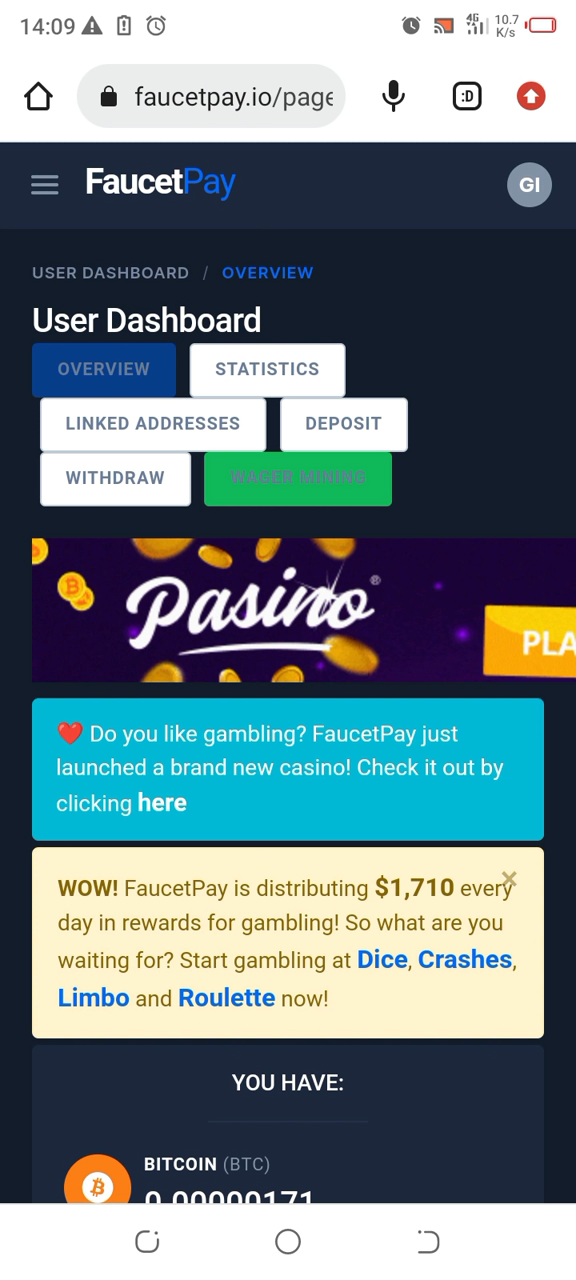 14:09
4G
10.7
K/s
faucetpay.io/page
:D
FaucetPay
GI
USER DASHBOARD / OVERVIEW
User Dashboard
OVERVIEW STATISTICS
LINKED ADDRESSES DEPOSIT
WITHDRAW WAGER MINING
Pasino®
PLA
❤️ Do you like gambling? FaucetPay just
launched a brand new casino! Check it out by
clicking here
×
WOW! FaucetPay is distributing $1,710 every
day in rewards for gambling! So what are you
waiting for? Start gambling at Dice, Crashes,
Limbo and Roulette now!
YOU HAVE:
BITCOIN (BTC)
0.00000171